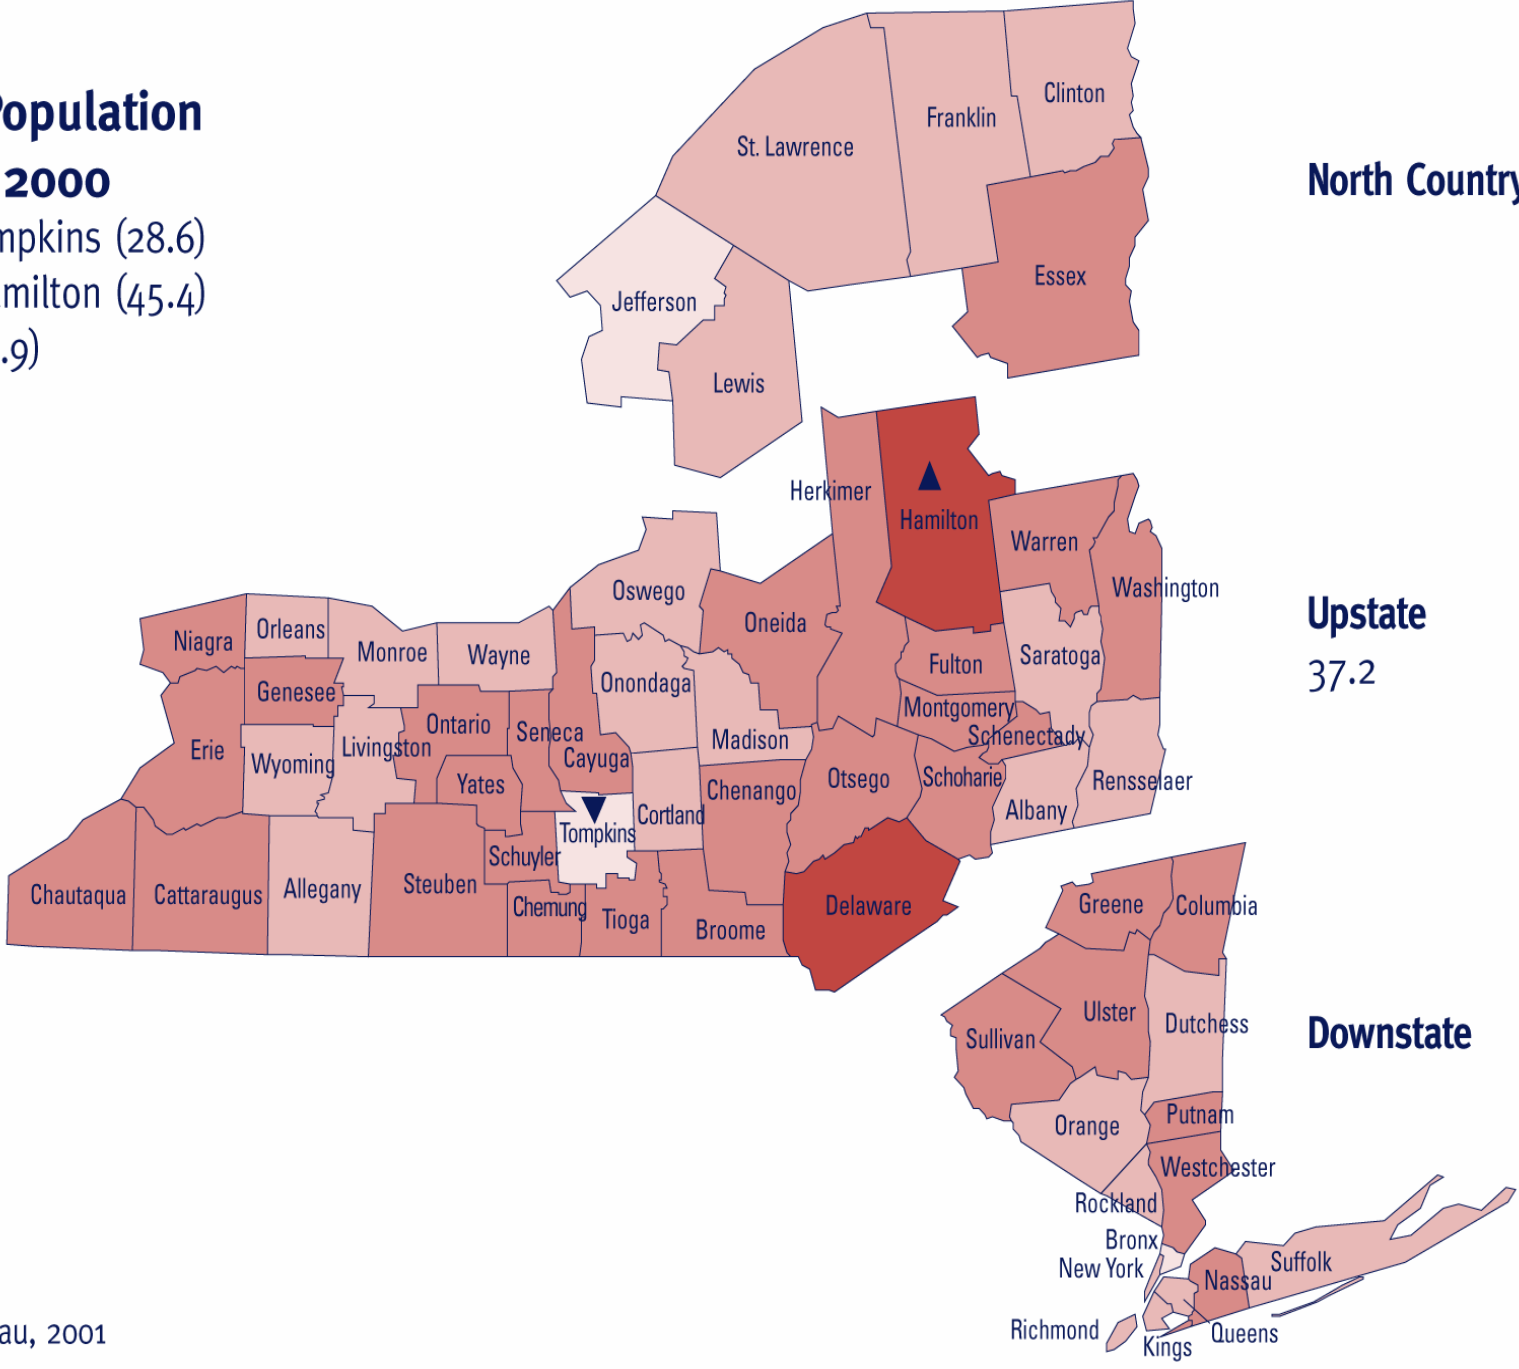 Population
2000
mpkins (28.6)
amilton (45.4)
.9)
North Country
Clinton
Franklin
St. Lawrence
Essex
Jefferson
Lewis
Herkimer
Hamilton
Warren
Washington
Upstate
37.2
Oswego
Oneida
Niagra
Orleans
Monroe
Wayne
Fulton
Saratoga
Onondaga
Genesee
Montgomery
Ontario
Seneca
Schenectady
Madison
Livingston
Erie
Wyoming
Cayuga
Yates
Otsego
Schoharie
Rensselaer
Chenango
Albany
Cortland
Tompkins
Schuyler
Steuben
Allegany
Chautaqua
Cattaraugus
Chemung
Tioga
Broome
Delaware
Greene
Columbia
Ulster
Dutchess
Downstate
Sullivan
Putnam
Orange
Westchester
Rockland
Bronx
New York
Suffolk
Nassau
Richmond
Queens
Kings
au, 2001